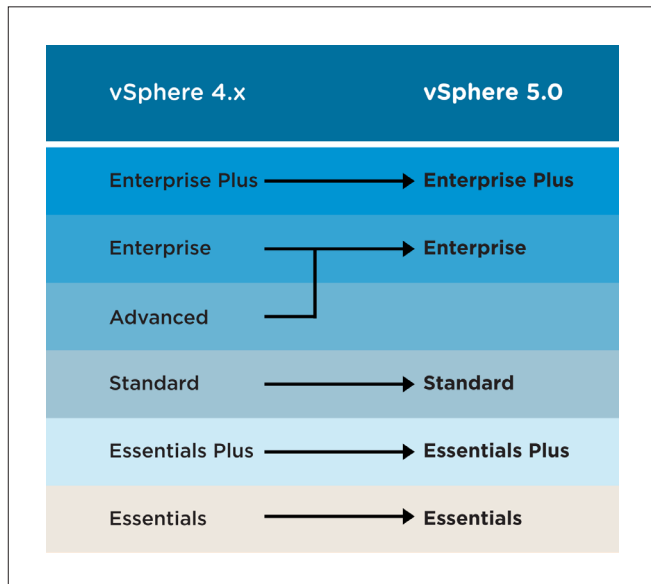 vSphere 4.x vSphere 5.0
Enterprise Plus Enterprise Plus
Enterprise Enterprise
Advanced
Standard Standard
Essentials Plus Essentials Plus
Essentials Essentials